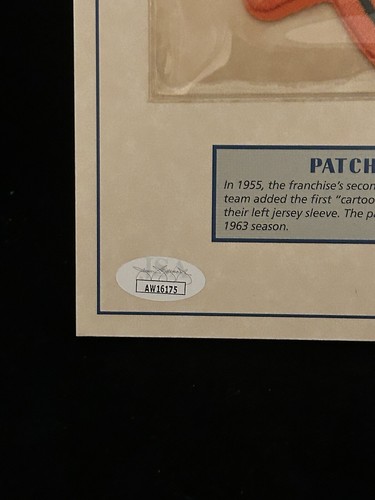 PATCH
In 1955, the franchise's secon
team added the first "cartoo
their left jersey sleeve. The pa
1963 season.
JSA
AW16175